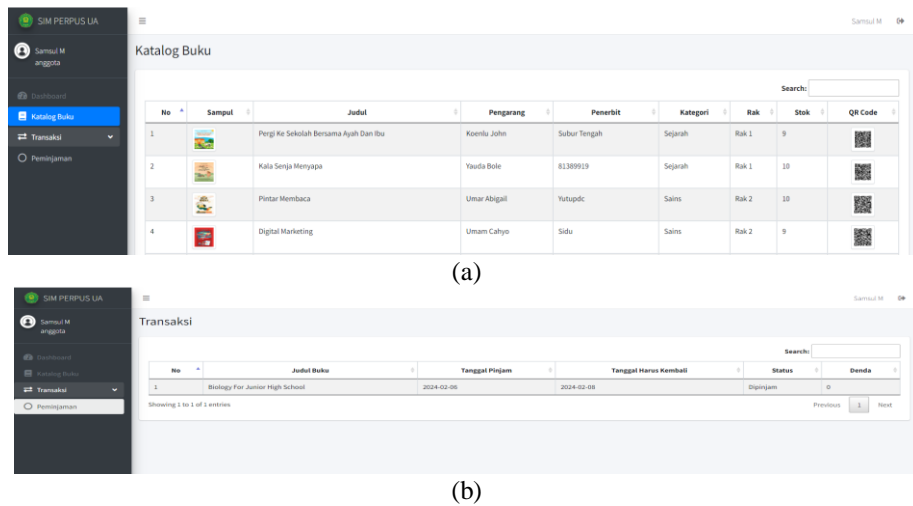 SIM PERPUS UA
Samsul M
Samsul M
anggota
Katalog Buku
Search:
Dashboard
Katalog Buku
Transaksi
Peminjaman
No Sampul Judul Pengarang Penerbit Kategori Rak Stok QR Code
1 Pergi Ke Sekolah Bersama Ayah Dan Ibu Koenlu John Subur Tengah Sejarah Rak 1 9
2 Kala Senja Menyapa Yauda Bole 81389919 Sejarah Rak 1 10
3 Pintar Membaca Umar Abigail Yutupdc Sains Rak 2 10
4 Digital Marketing Umam Cahyo Sidu Sains Rak 2 9
(a)
SIM PERPUS UA
Samsul M
Samsul M
anggota
Transaksi
Search:
Dashboard
Katalog Buku
Transaksi
Peminjaman
No Judul Buku Tanggal Pinjam Tanggal Harus Kembali Status Denda
1 Biology For Junior High School 2024-02-06 2024-02-08 Dipinjam 0
Showing 1 to 1 of 1 entries
Previous 1 Next
(b)